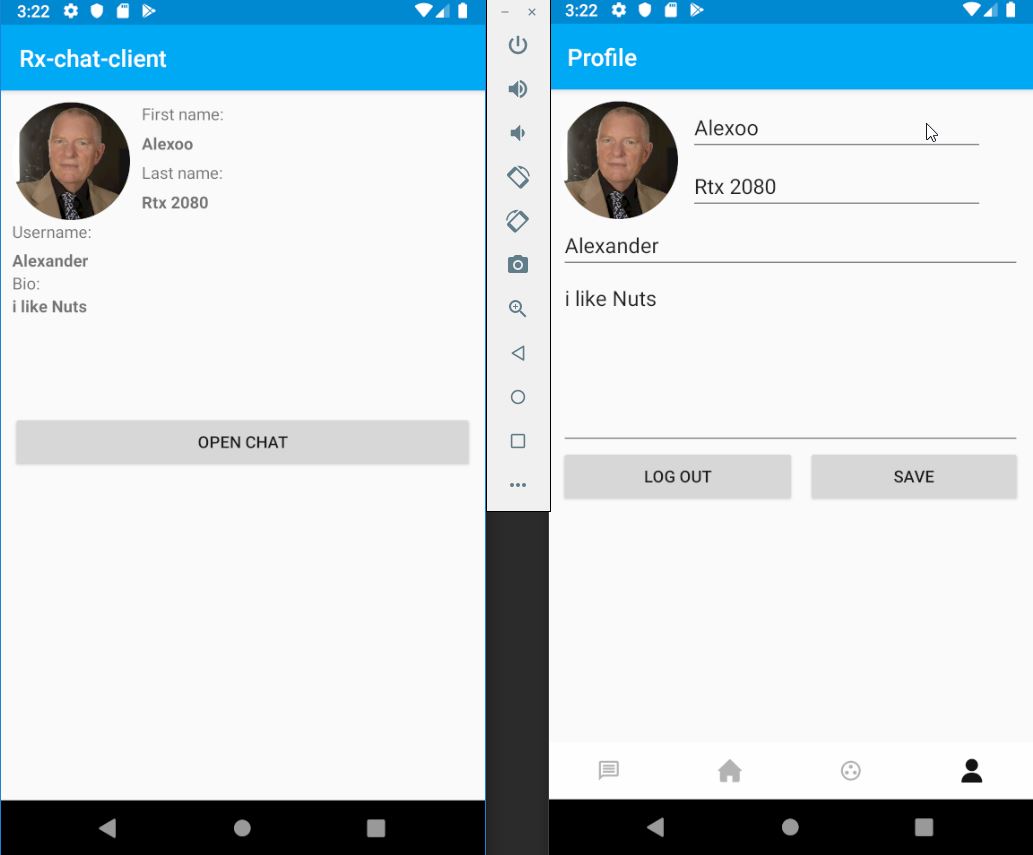 3:22
Rx-chat-client
First name:
Alexoo
Last name:
Rtx 2080
Username:
Alexander
Bio:
i like Nuts
OPEN CHAT
3:22
Profile
Alexoo
Rtx 2080
Alexander
i like Nuts
LOG OUT
SAVE